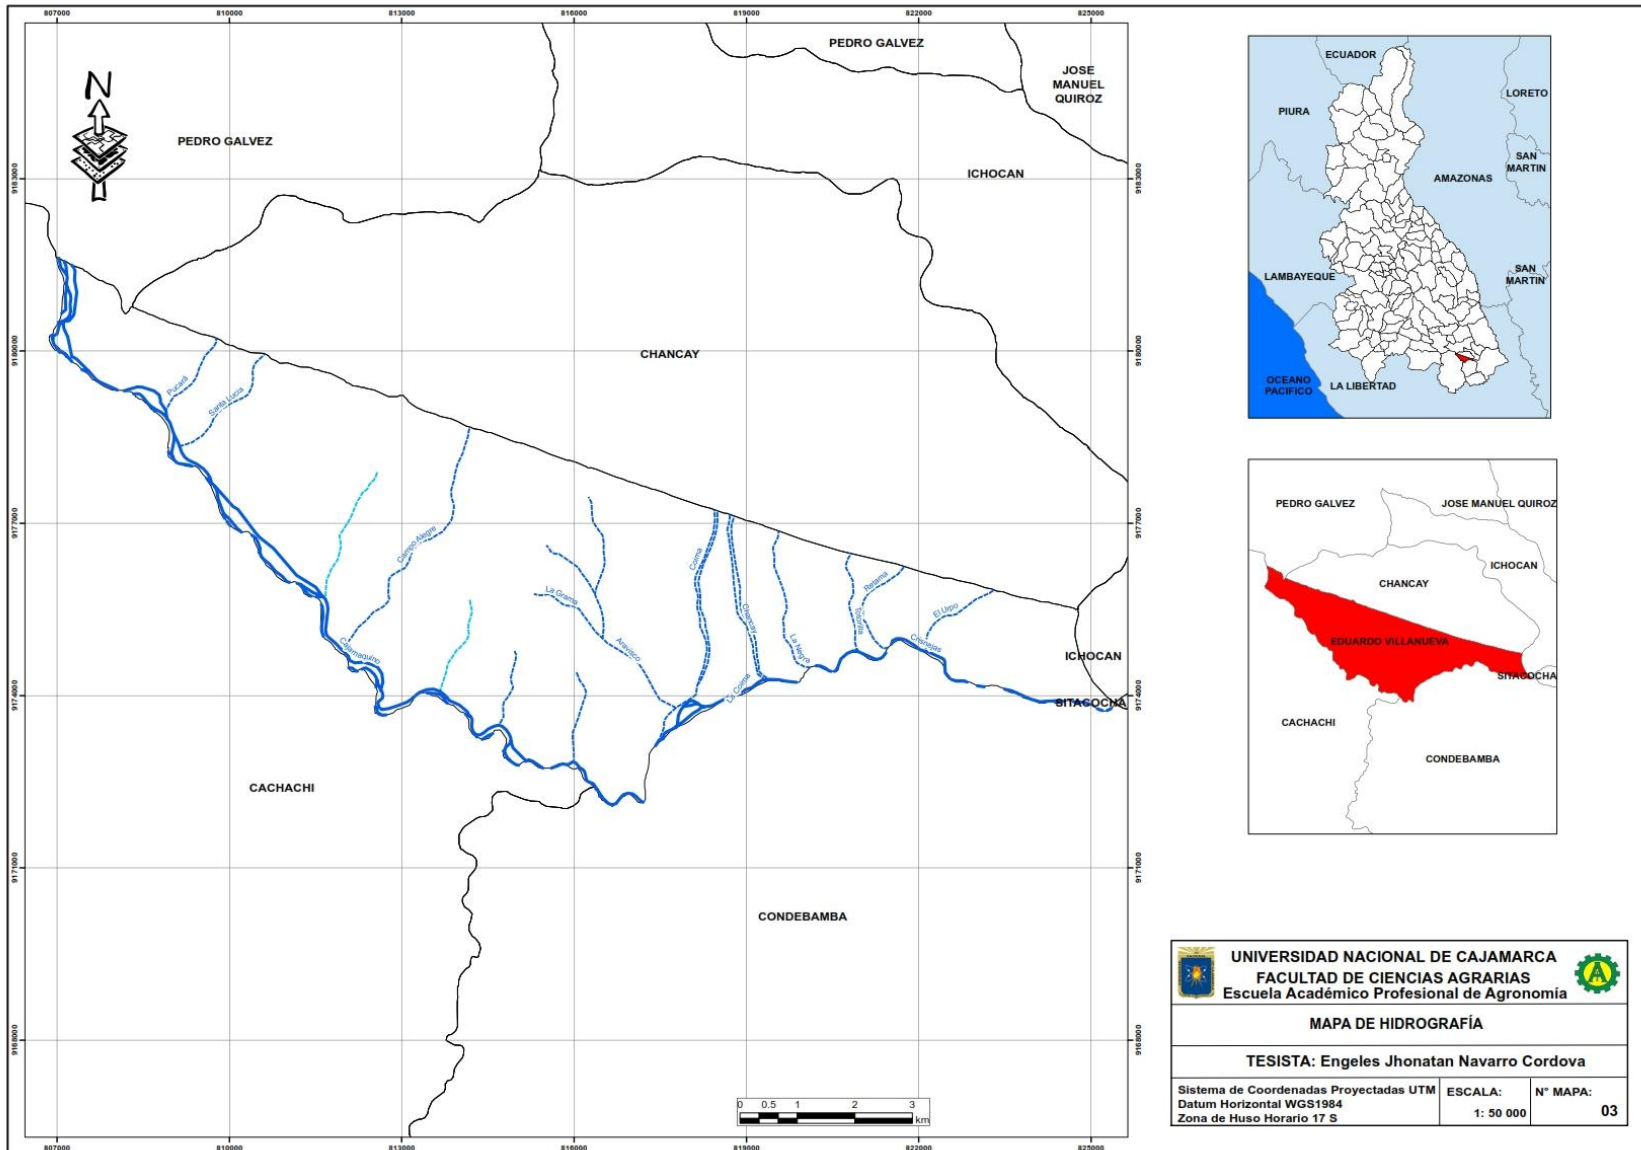 807000
810000
813000
816000
819000
822000
825000
PEDRO GALVEZ
JOSE
MANUEL
QUIROZ
N
PEDRO GALVEZ
ICHOCAN
9183000
9183000
CHANCAY
9180000
9180000
Pucará
Santa Lucia
9177000
9177000
Campo Alegre
La Grama
Aravisco
Colma
Chancay
La Negra
Retama
El Urpo
Crisnejas
Cajamaquino
La Colma
ICHOCAN
9174000
9174000
SITACOCHA
CACHACHI
9171000
9171000
CONDEBAMBA
9168000
9168000
0 0.5 1 2 3
km
807000
810000
813000
816000
819000
822000
825000
ECUADOR
LORETO
PIURA
SAN
MARTIN
AMAZONAS
LAMBAYEQUE
SAN
MARTIN
OCEANO
PACIFICO
LA LIBERTAD
PEDRO GALVEZ
JOSE MANUEL QUIROZ
ICHOCAN
CHANCAY
EDUARDO VILLANUEVA
SITACOCHA
CACHACHI
CONDEBAMBA
UNIVERSIDAD NACIONAL DE CAJAMARCA
FACULTAD DE CIENCIAS AGRARIAS
Escuela Académico Profesional de Agronomía
MAPA DE HIDROGRAFÍA
TESISTA: Engeles Jhonatan Navarro Cordova
Sistema de Coordenadas Proyectadas UTM
Datum Horizontal WGS1984
Zona de Huso Horario 17 S
ESCALA:
1: 50 000
N° MAPA:
03